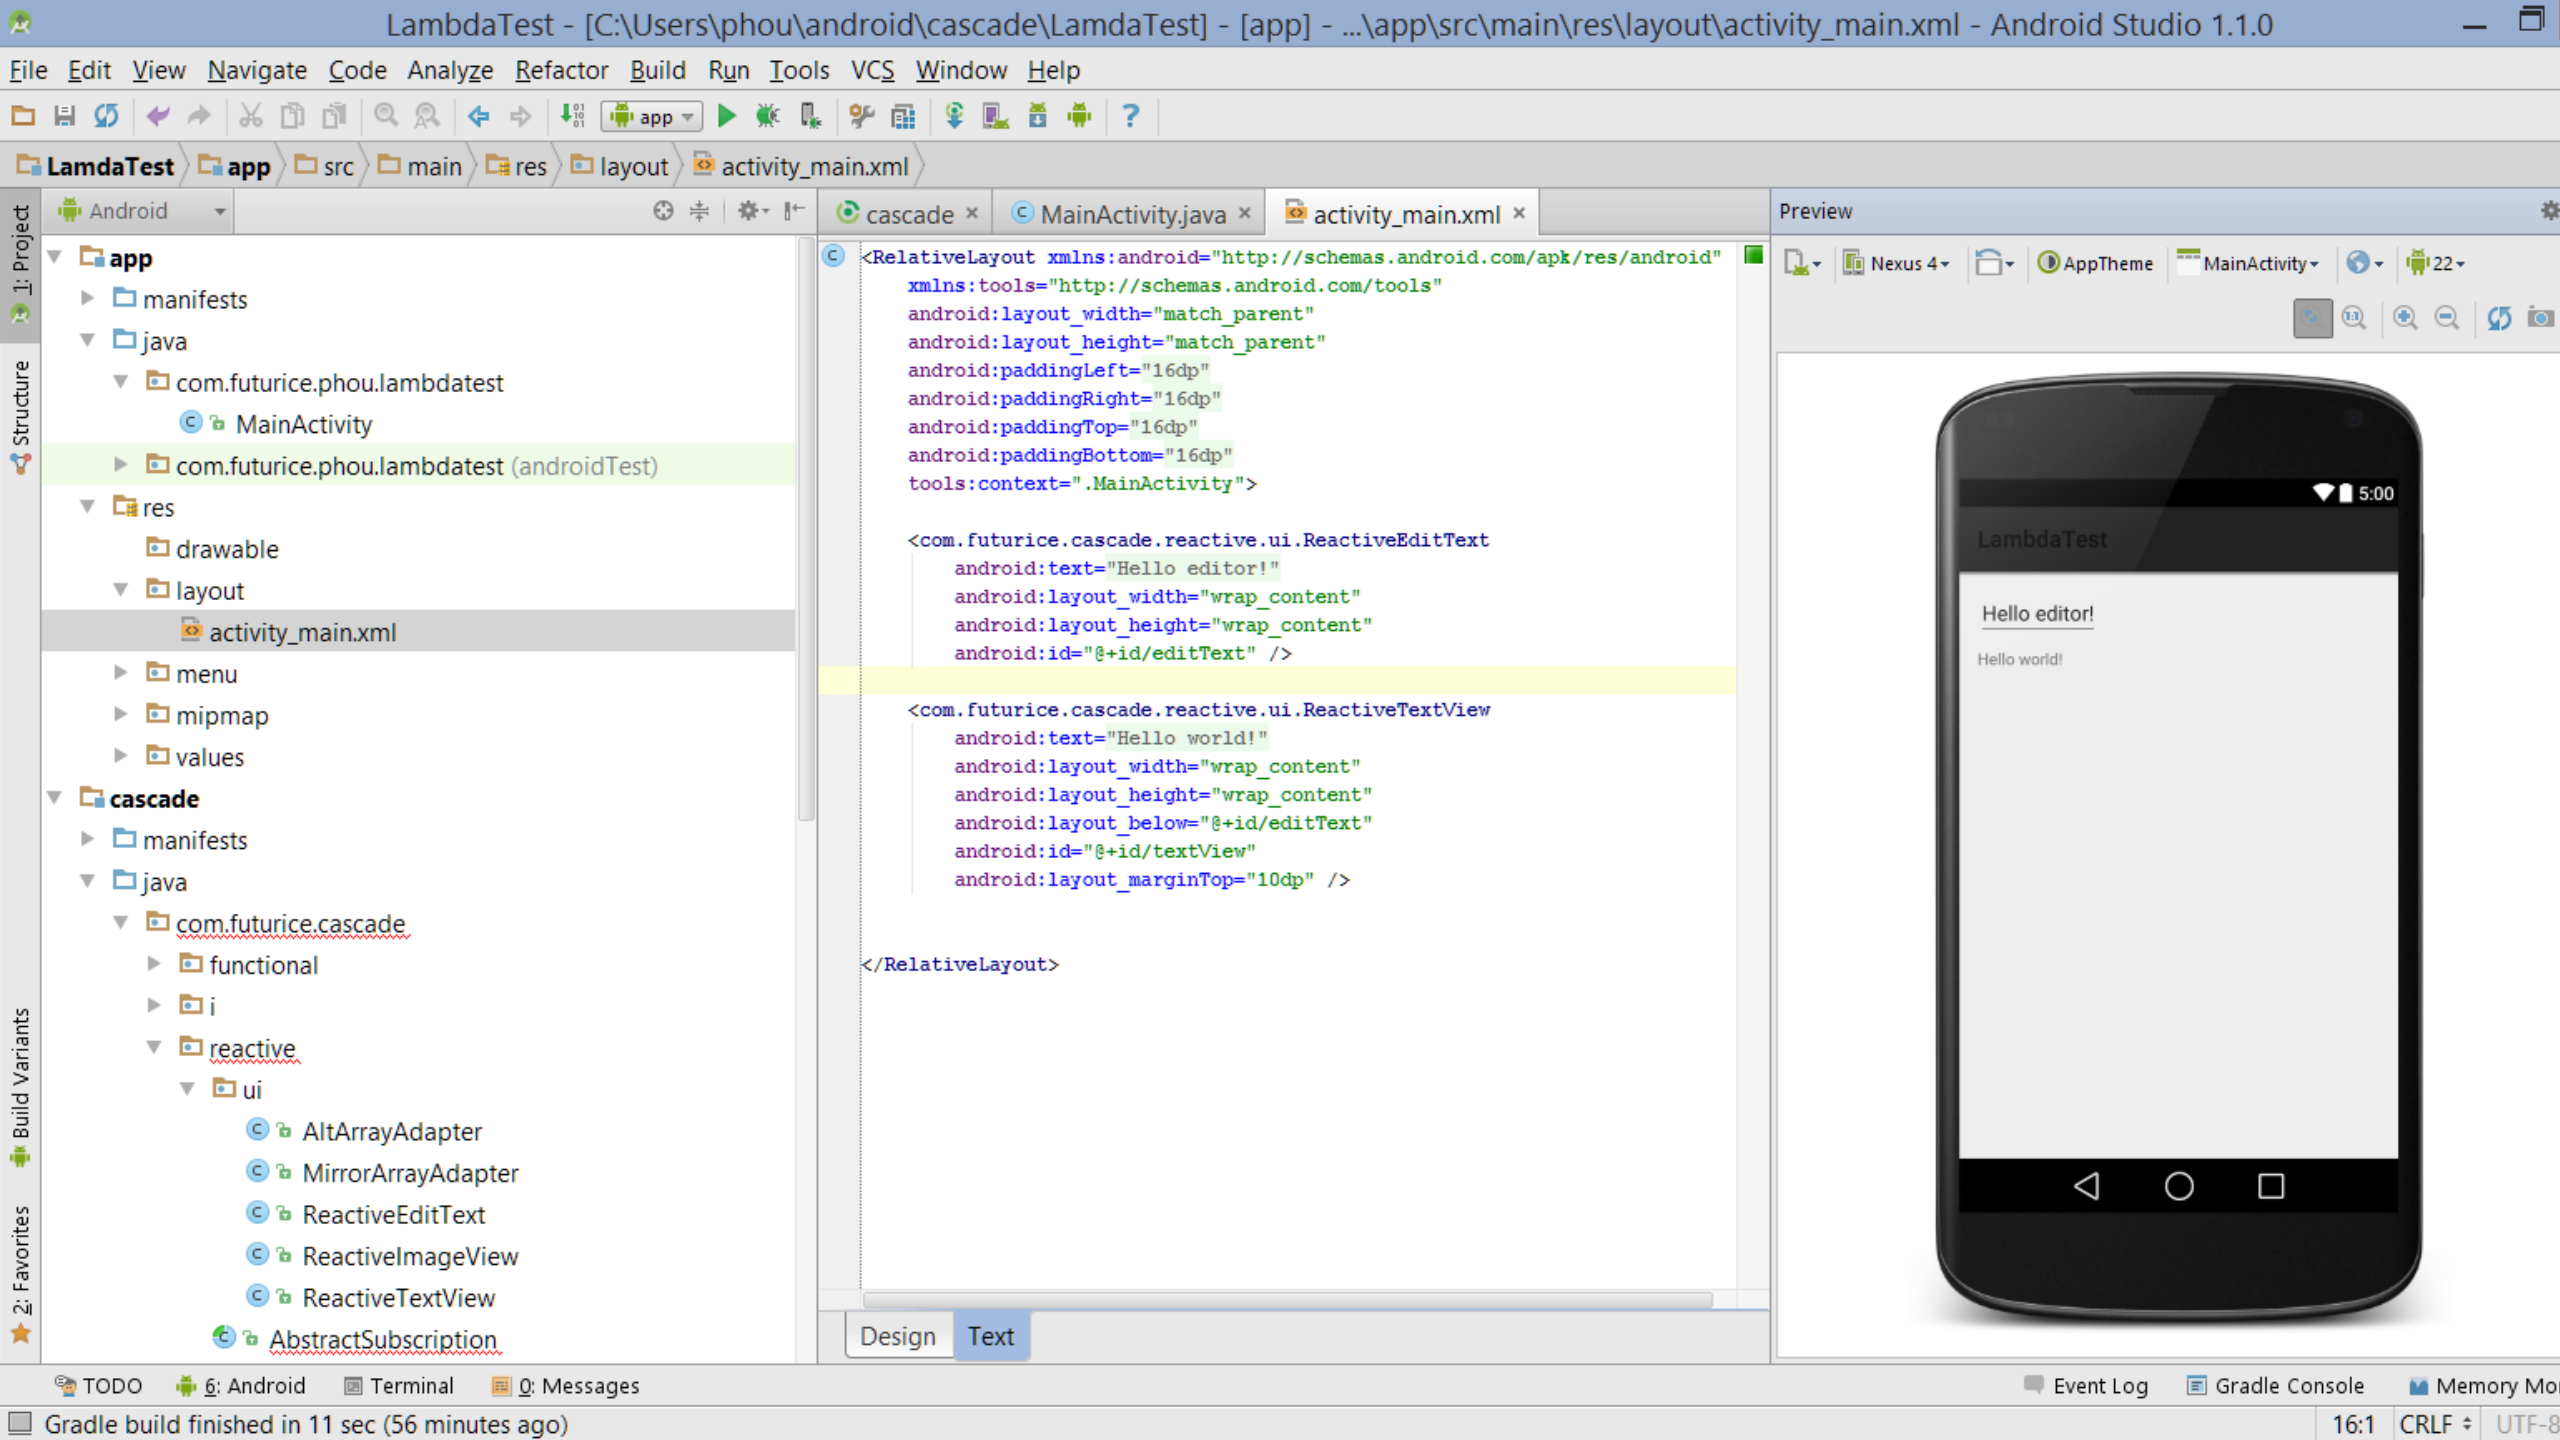 LambdaTest - [C:\Users\phou\android\cascade\LamdaTest] - [app] - ...\app\src\main\res\layout\activity_main.xml - Android Studio 1.1.0
File Edit View Navigate Code Analyze Refactor Build Run Tools VCS Window Help
app
LamdaTest app src main res layout activity_main.xml
1: Project
Structure
Build Variants
2: Favorites
Android
app
manifests
java
com.futurice.phou.lambdatest
MainActivity
com.futurice.phou.lambdatest (androidTest)
res
drawable
layout
activity_main.xml
menu
mipmap
values
cascade
manifests
java
com.futurice.cascade
functional
i
reactive
ui
AltArrayAdapter
MirrorArrayAdapter
ReactiveEditText
ReactiveImageView
ReactiveTextView
AbstractSubscription
cascade MainActivity.java activity_main.xml
<RelativeLayout xmlns:android="http://schemas.android.com/apk/res/android"
xmlns:tools="http://schemas.android.com/tools"
android:layout_width="match_parent"
android:layout_height="match_parent"
android:paddingLeft="16dp"
android:paddingRight="16dp"
android:paddingTop="16dp"
android:paddingBottom="16dp"
tools:context=".MainActivity">
<com.futurice.cascade.reactive.ui.ReactiveEditText
android:text="Hello editor!"
android:layout_width="wrap_content"
android:layout_height="wrap_content"
android:id="@+id/editText" />
<com.futurice.cascade.reactive.ui.ReactiveTextView
android:text="Hello world!"
android:layout_width="wrap_content"
android:layout_height="wrap_content"
android:layout_below="@+id/editText"
android:id="@+id/textView"
android:layout_marginTop="10dp" />
</RelativeLayout>
Design Text
Preview
Nexus 4 AppTheme MainActivity 22
5:00
LambdaTest
Hello editor!
Hello world!
TODO 6: Android Terminal 0: Messages Event Log Gradle Console Memory Mo
Gradle build finished in 11 sec (56 minutes ago) 16:1 CRLF UTF-8